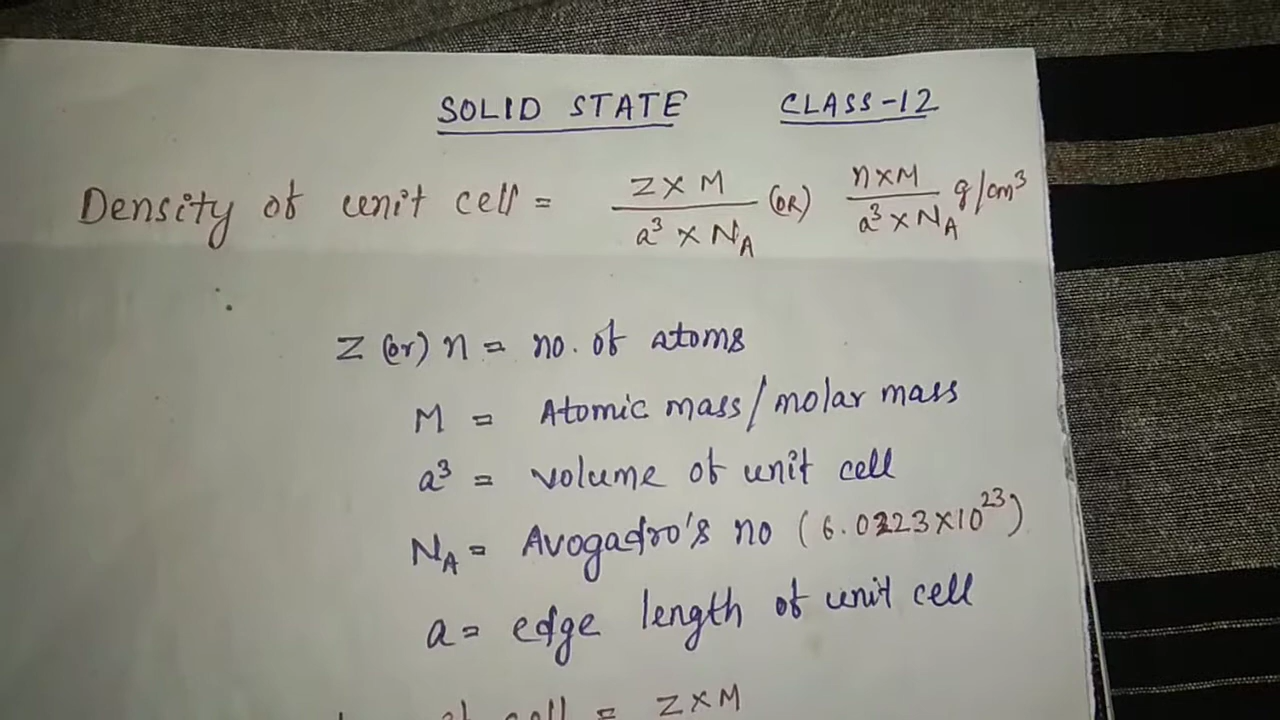 SOLID STATE CLASS-12
Density of unit cell = Z×M / a³ × N_A (OR) n×M / a³ × N_A g/cm³
Z (or) n = no. of atoms
M = Atomic mass/molar mass
a³ = volume of unit cell
N_A = Avogadro's no (6.0223×10²³)
a = edge length of unit cell
cell = Z×M